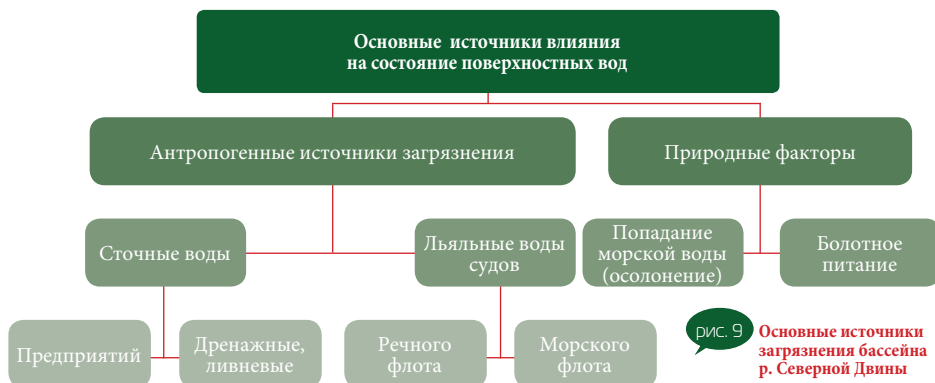 Основные источники влияния
на состояние поверхностных вод
Антропогенные источники загрязнения
Природные факторы
Сточные воды
Льяльные воды
судов
Попадание
морской воды
(осолонение)
Болотное
питание
Предприятий
Дренажные,
ливневые
Речного
флота
Морского
флота
рис. 9
Основные источники
загрязнения бассейна
р. Северной Двины